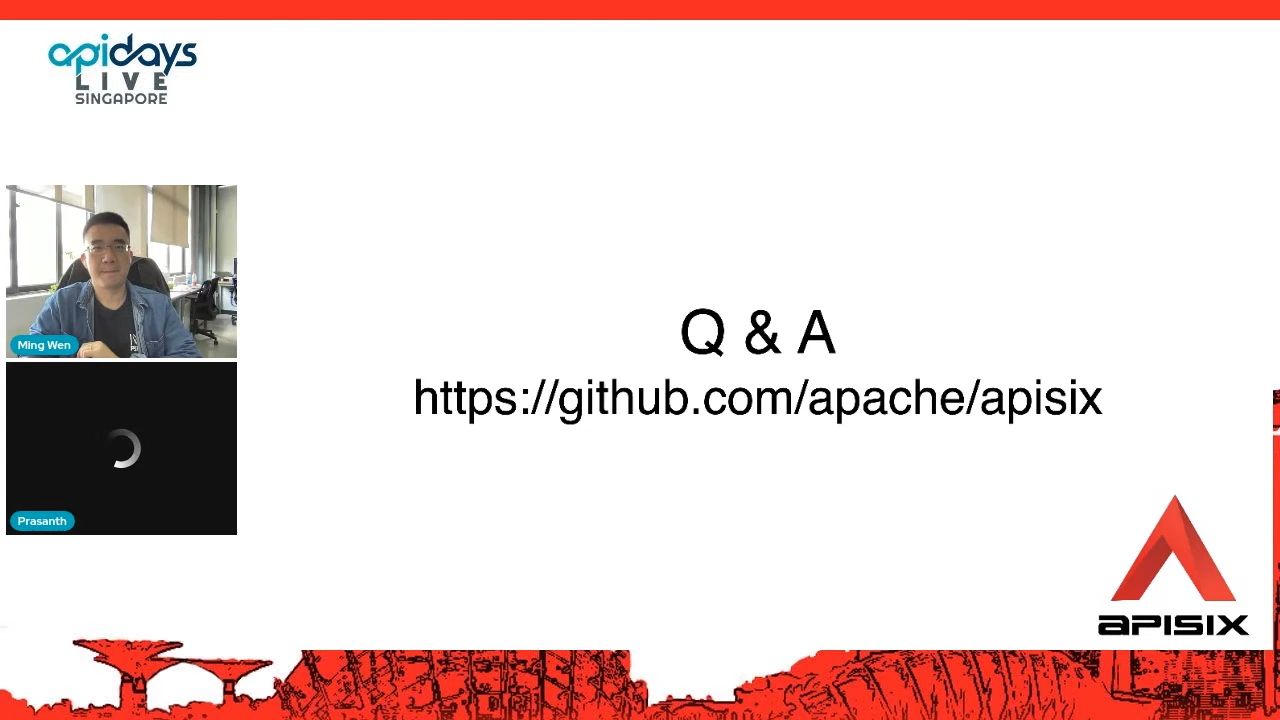 apidays
LIVE
SINGAPORE
Ming Wen
Q & A
https://github.com/apache/apisix
Prasanth
APISIX